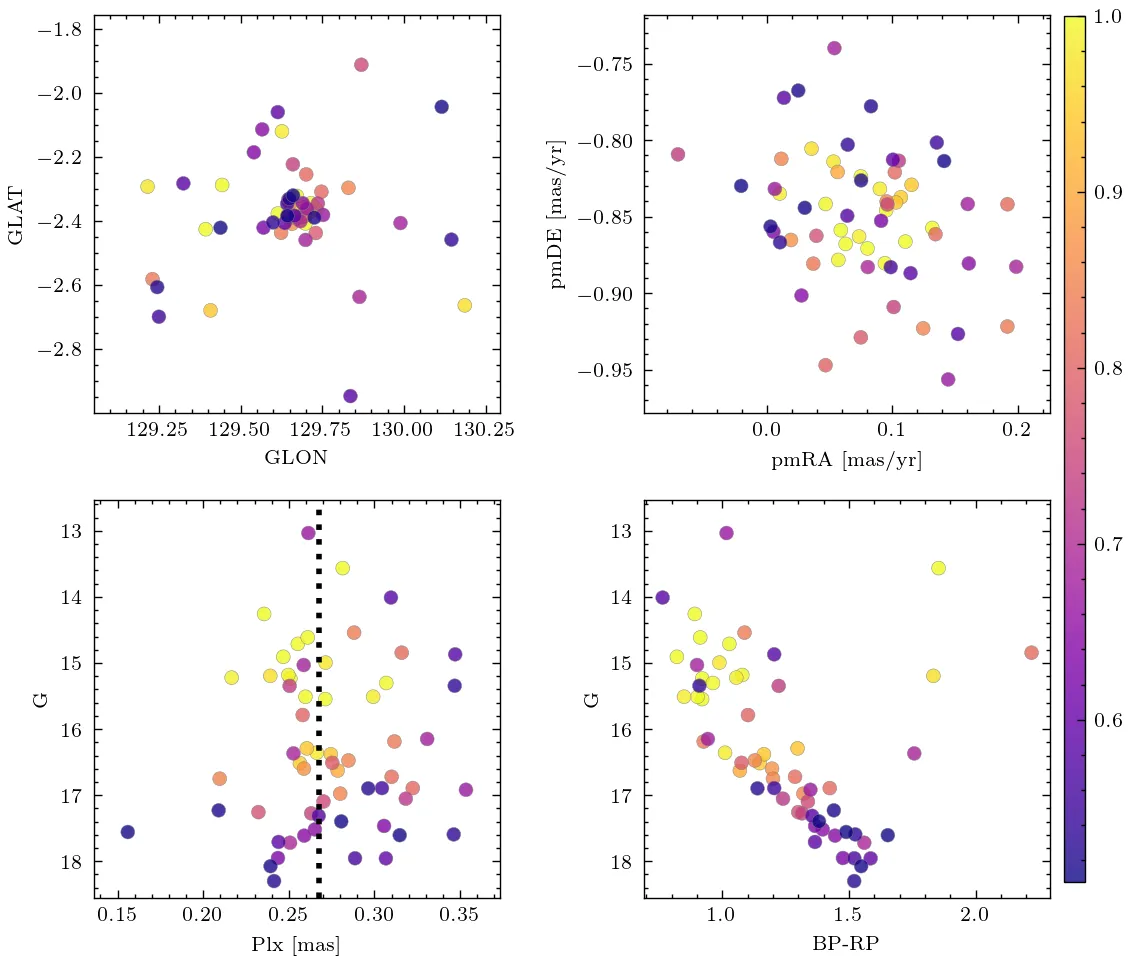 −1.8
−2.0
−2.2
−2.4
−2.6
−2.8
GLAT
129.25 129.50 129.75 130.00 130.25
GLON
−0.75
−0.80
−0.85
−0.90
−0.95
pmDE [mas/yr]
0.0 0.1 0.2
pmRA [mas/yr]
1.0
0.9
0.8
0.7
0.6
13
14
15
16
17
18
G
0.15 0.20 0.25 0.30 0.35
Plx [mas]
13
14
15
16
17
18
G
1.0 1.5 2.0
BP-RP